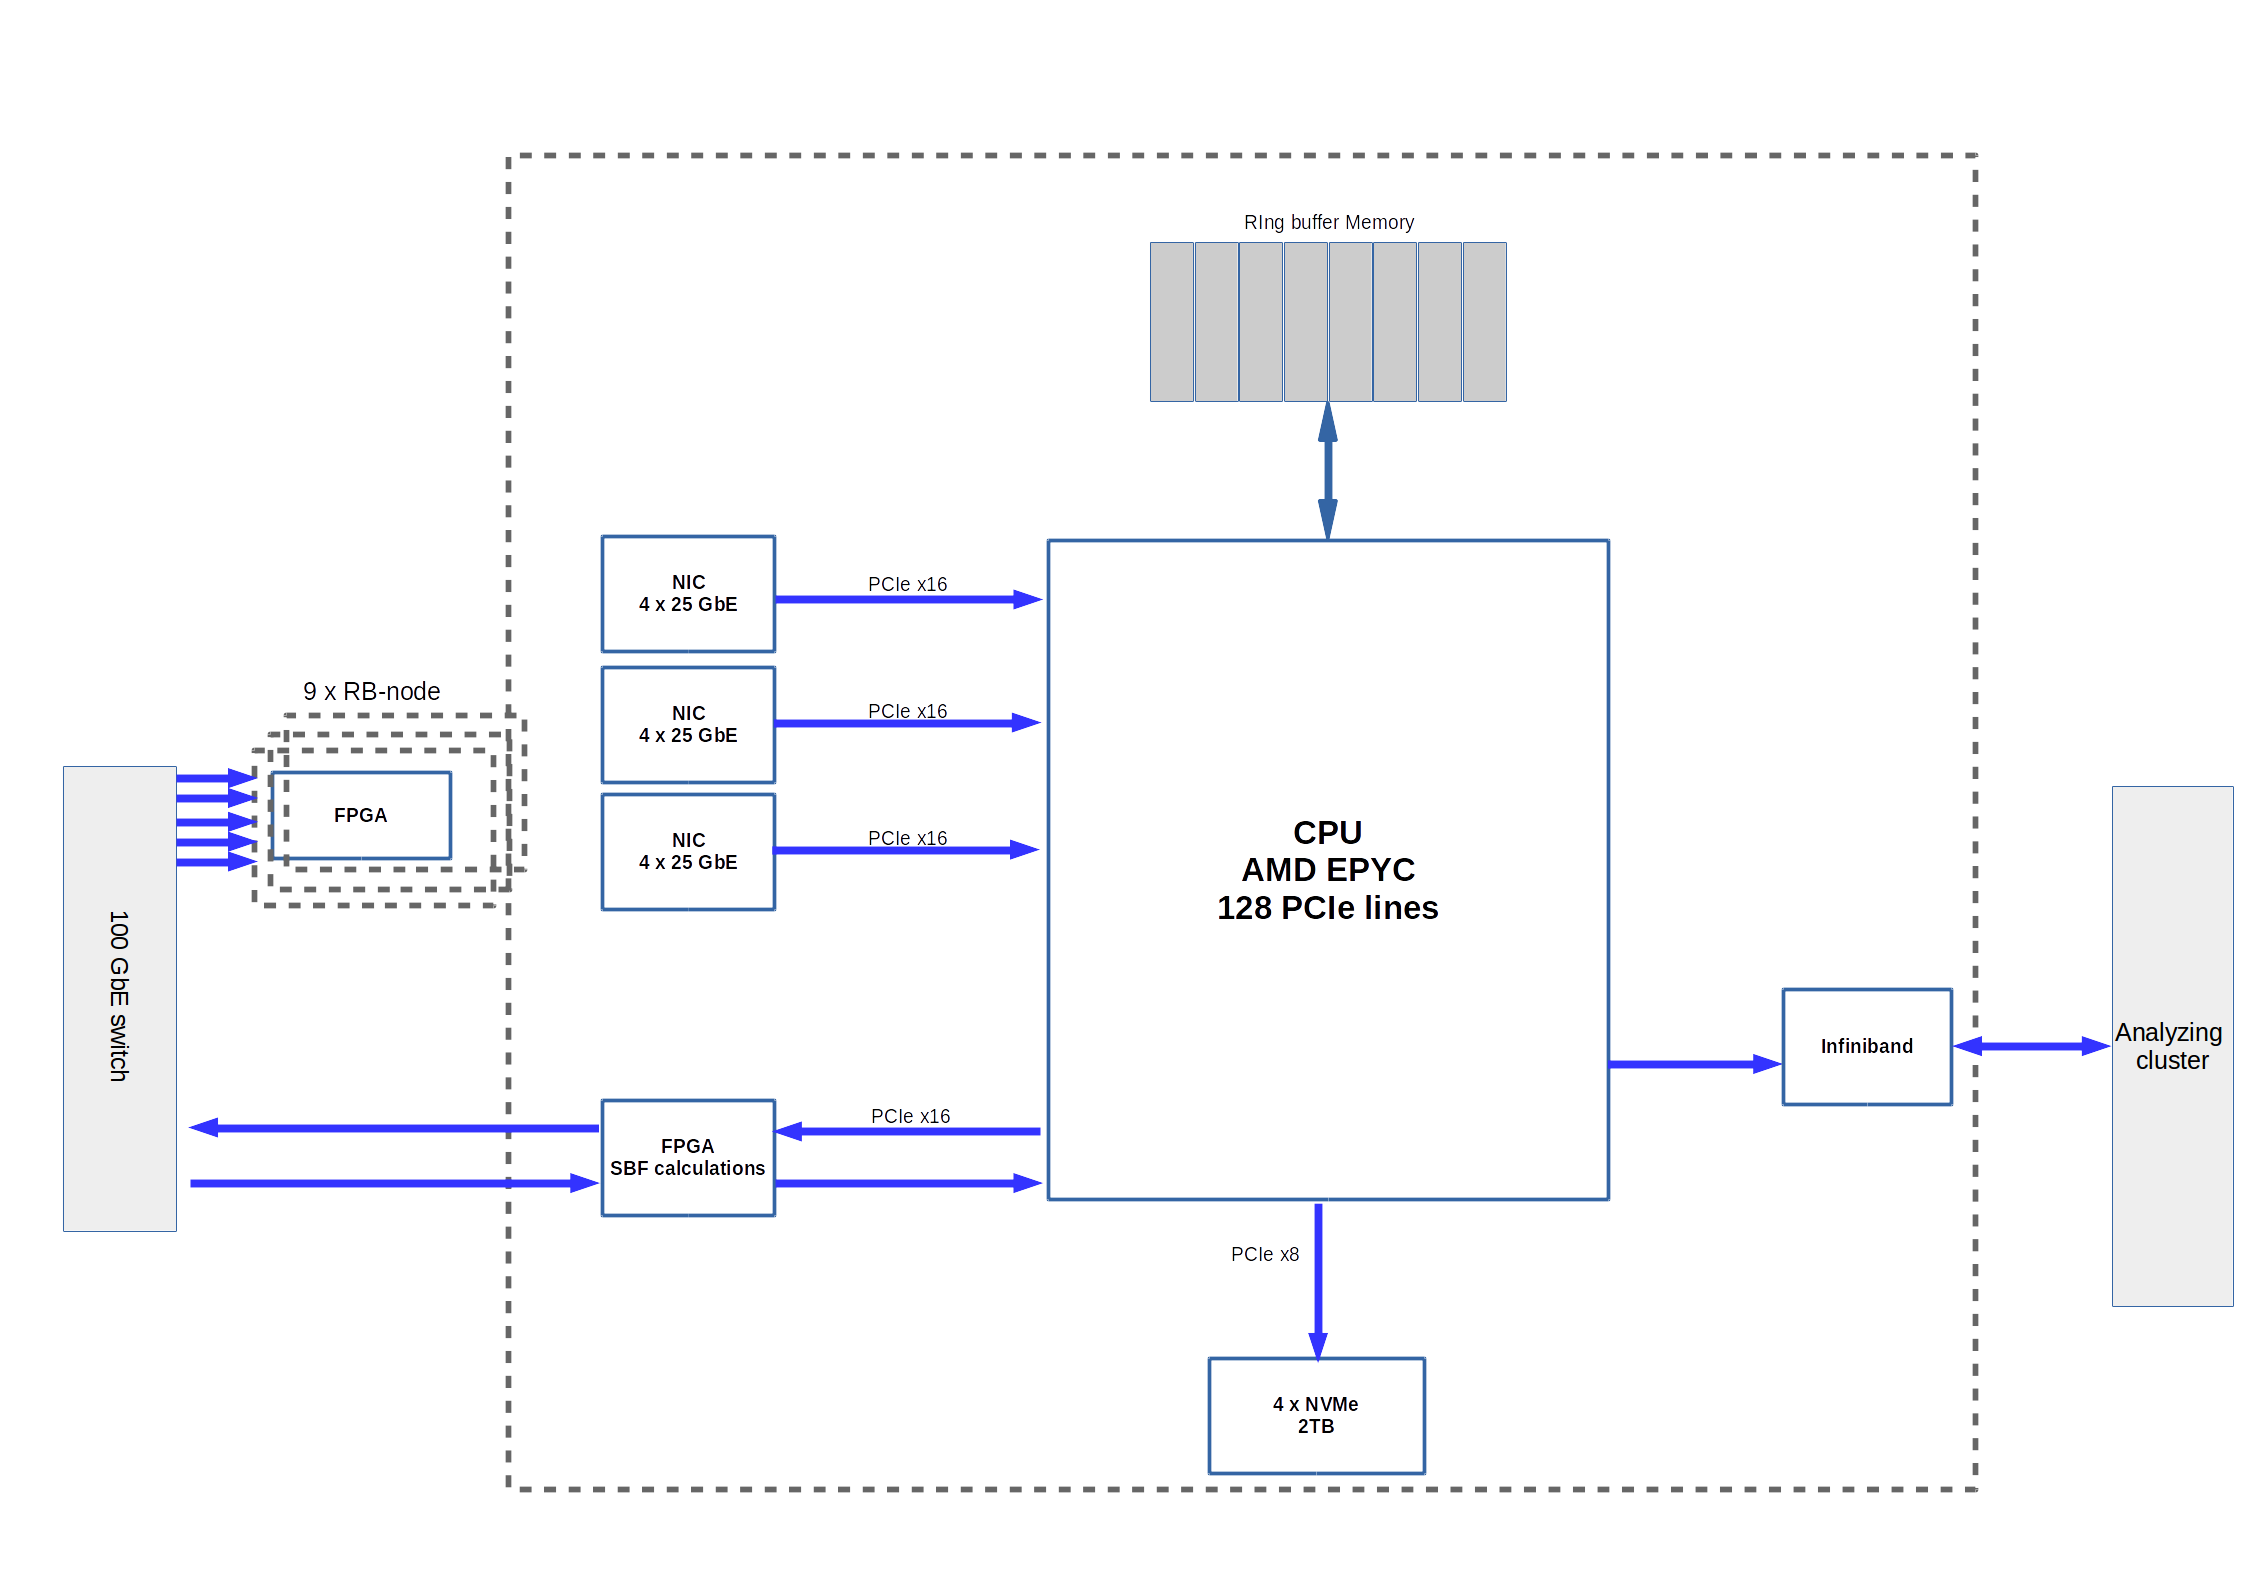 RIng buffer Memory
NIC
4 x 25 GbE
PCIe x16
NIC
4 x 25 GbE
PCIe x16
9 x RB-node
FPGA
NIC
4 x 25 GbE
PCIe x16
CPU
AMD EPYC
128 PCIe lines
100 GbE switch
Infiniband
Analyzing
cluster
FPGA
SBF calculations
PCIe x16
PCIe x8
4 x NVMe
2TB